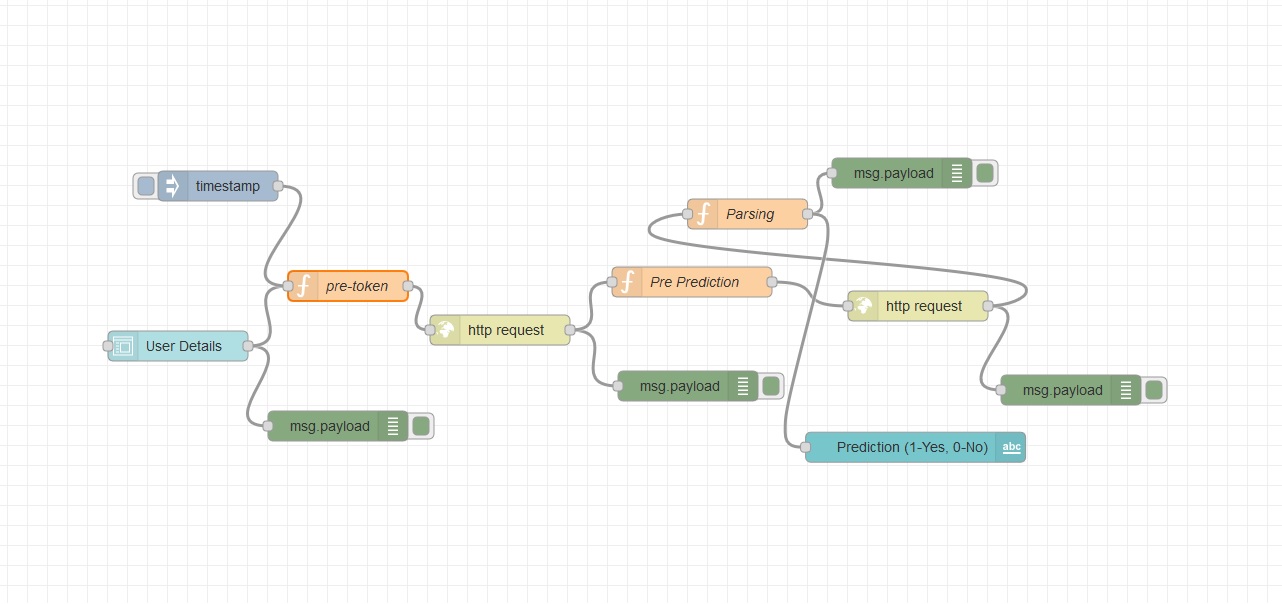 timestamp
User Details
msg.payload
pre-token
http request
Pre Prediction
msg.payload
Parsing
msg.payload
http request
msg.payload
Prediction (1-Yes, 0-No)
abc